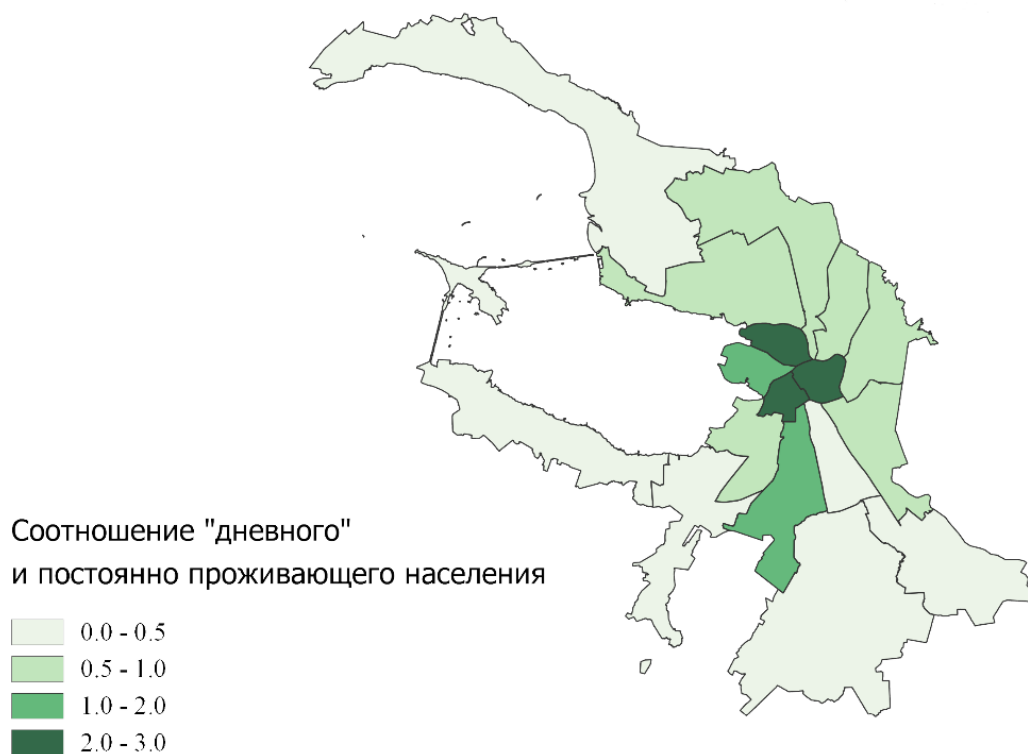 Соотношение "дневного"
и постоянно проживающего населения
0.0 - 0.5
0.5 - 1.0
1.0 - 2.0
2.0 - 3.0